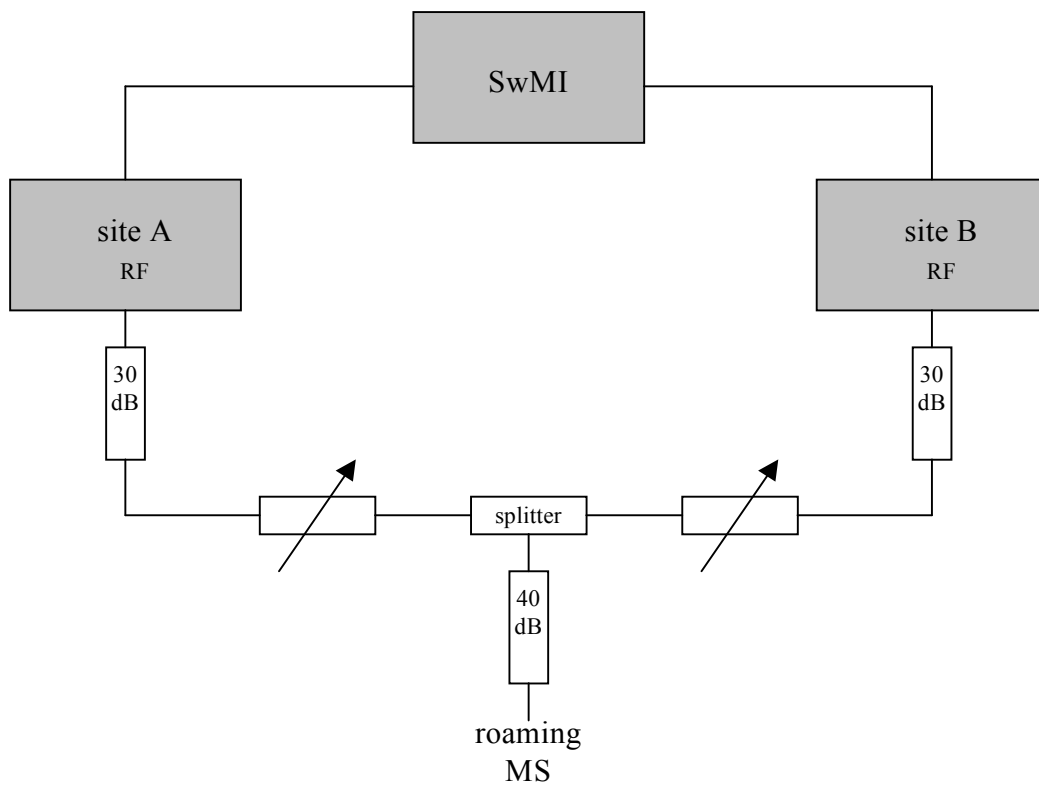 SwMI
site A
RF
site B
RF
30
dB
30
dB
splitter
40
dB
roaming
MS